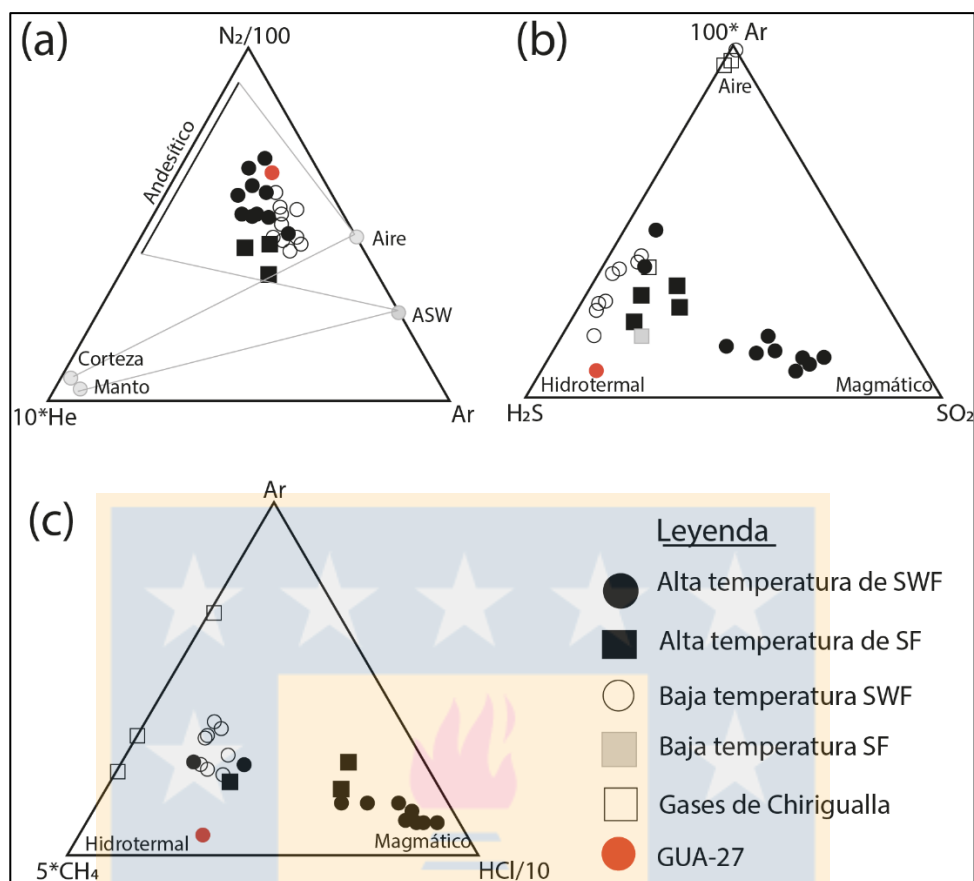 (a)
N₂/100
Andesítico
Aire
ASW
Corteza
Manto
10*He
Ar
(b)
100* Ar
Aire
Hidrotermal
Magmático
H₂S
SO₂
(c)
Ar
Hidrotermal
Magmático
5*CH₄
HCl/10
Leyenda
Alta temperatura de SWF
Alta temperatura de SF
Baja temperatura SWF
Baja temperatura SF
Gases de Chirigualla
GUA-27